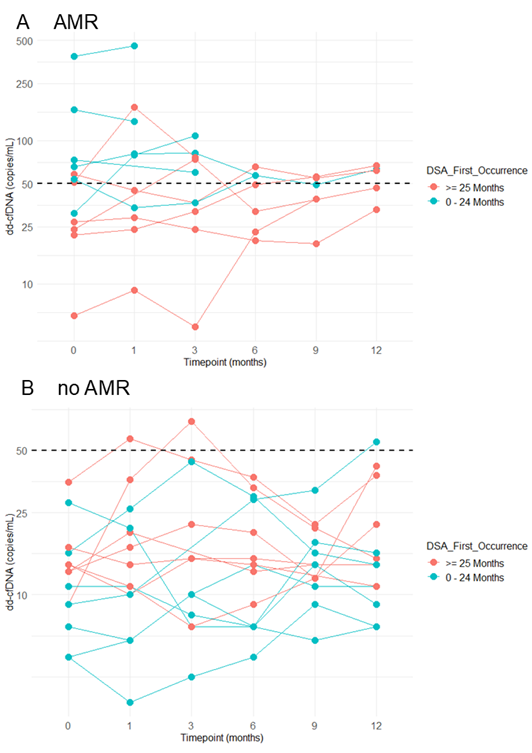 A AMR
500
250
100
50
25
10
dd-cfDNA (copies/mL)
0 1 3 6 9 12
Timepoint (months)
DSA_First_Occurrence
>= 25 Months
0 - 24 Months
B no AMR
50
25
10
dd-cfDNA (copies/mL)
0 1 3 6 9 12
Timepoint (months)
DSA_First_Occurrence
>= 25 Months
0 - 24 Months